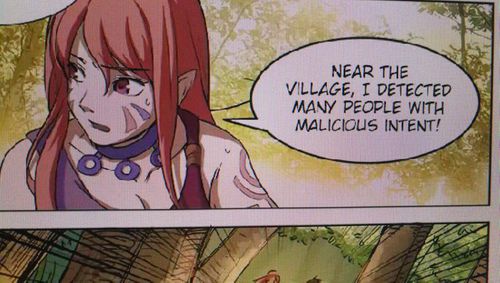 NEAR THE
VILLAGE, I DETECTED
MANY PEOPLE WITH
MALICIOUS INTENT!